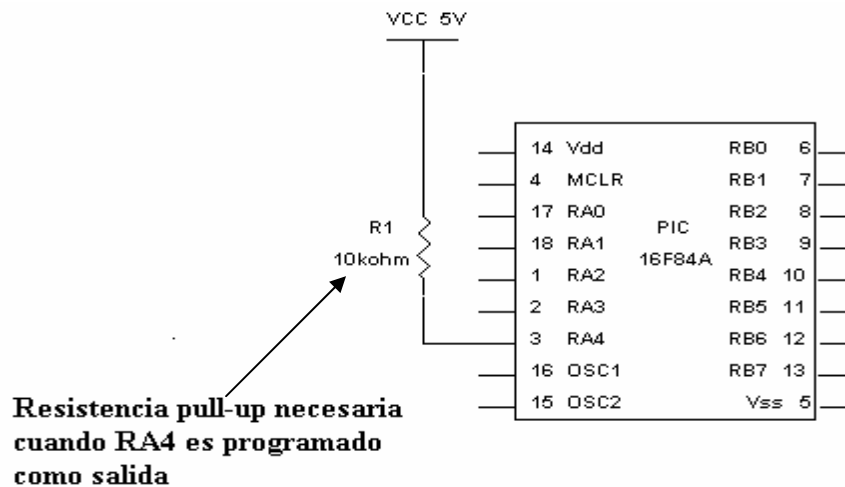 VCC 5V
14 Vdd RB0 6
4 MCLR RB1 7
17 RA0 RB2 8
R1
18 RA1 PIC RB3 9
10kohm
16F84A
1 RA2 RB4 10
2 RA3 RB5 11
3 RA4 RB6 12
16 OSC1 RB7 13
15 OSC2 Vss 5
Resistencia pull-up necesaria
cuando RA4 es programado
como salida